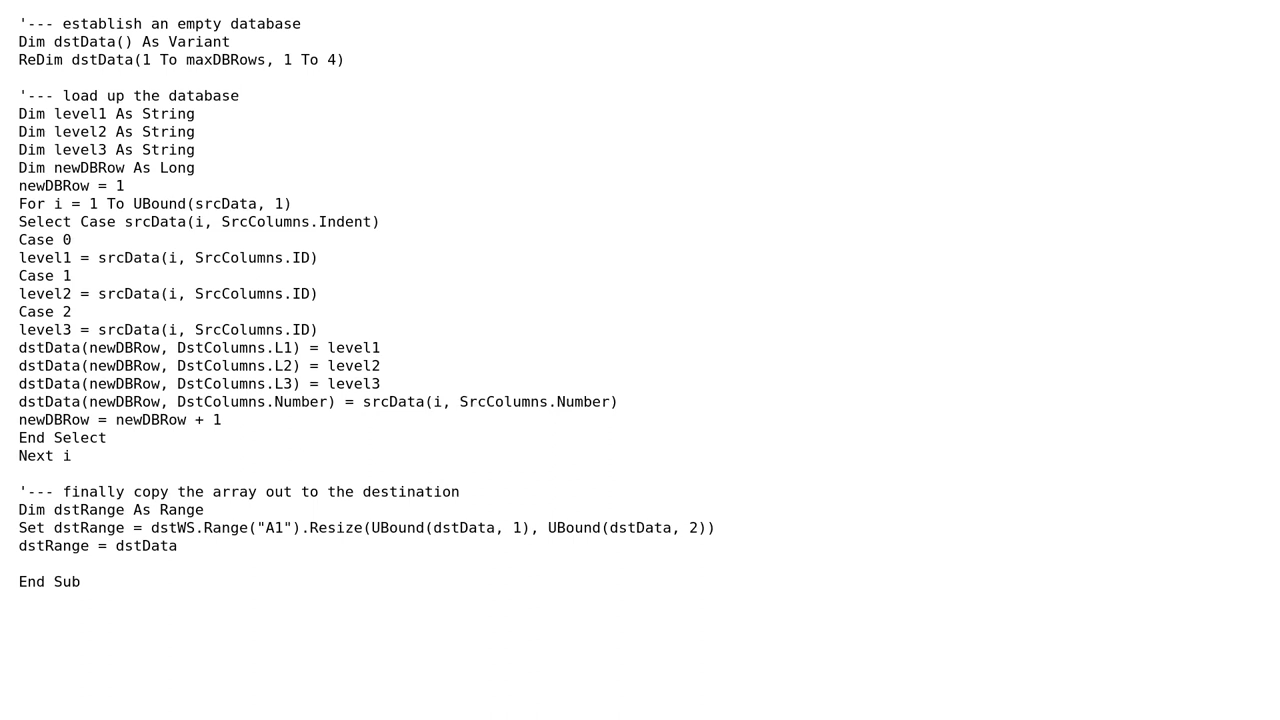 '--- establish an empty database
Dim dstData() As Variant
ReDim dstData(1 To maxDBRows, 1 To 4)

'--- load up the database
Dim level1 As String
Dim level2 As String
Dim level3 As String
Dim newDBRow As Long
newDBRow = 1
For i = 1 To UBound(srcData, 1)
Select Case srcData(i, SrcColumns.Indent)
Case 0
level1 = srcData(i, SrcColumns.ID)
Case 1
level2 = srcData(i, SrcColumns.ID)
Case 2
level3 = srcData(i, SrcColumns.ID)
dstData(newDBRow, DstColumns.L1) = level1
dstData(newDBRow, DstColumns.L2) = level2
dstData(newDBRow, DstColumns.L3) = level3
dstData(newDBRow, DstColumns.Number) = srcData(i, SrcColumns.Number)
newDBRow = newDBRow + 1
End Select
Next i

'--- finally copy the array out to the destination
Dim dstRange As Range
Set dstRange = dstWS.Range("A1").Resize(UBound(dstData, 1), UBound(dstData, 2))
dstRange = dstData

End Sub